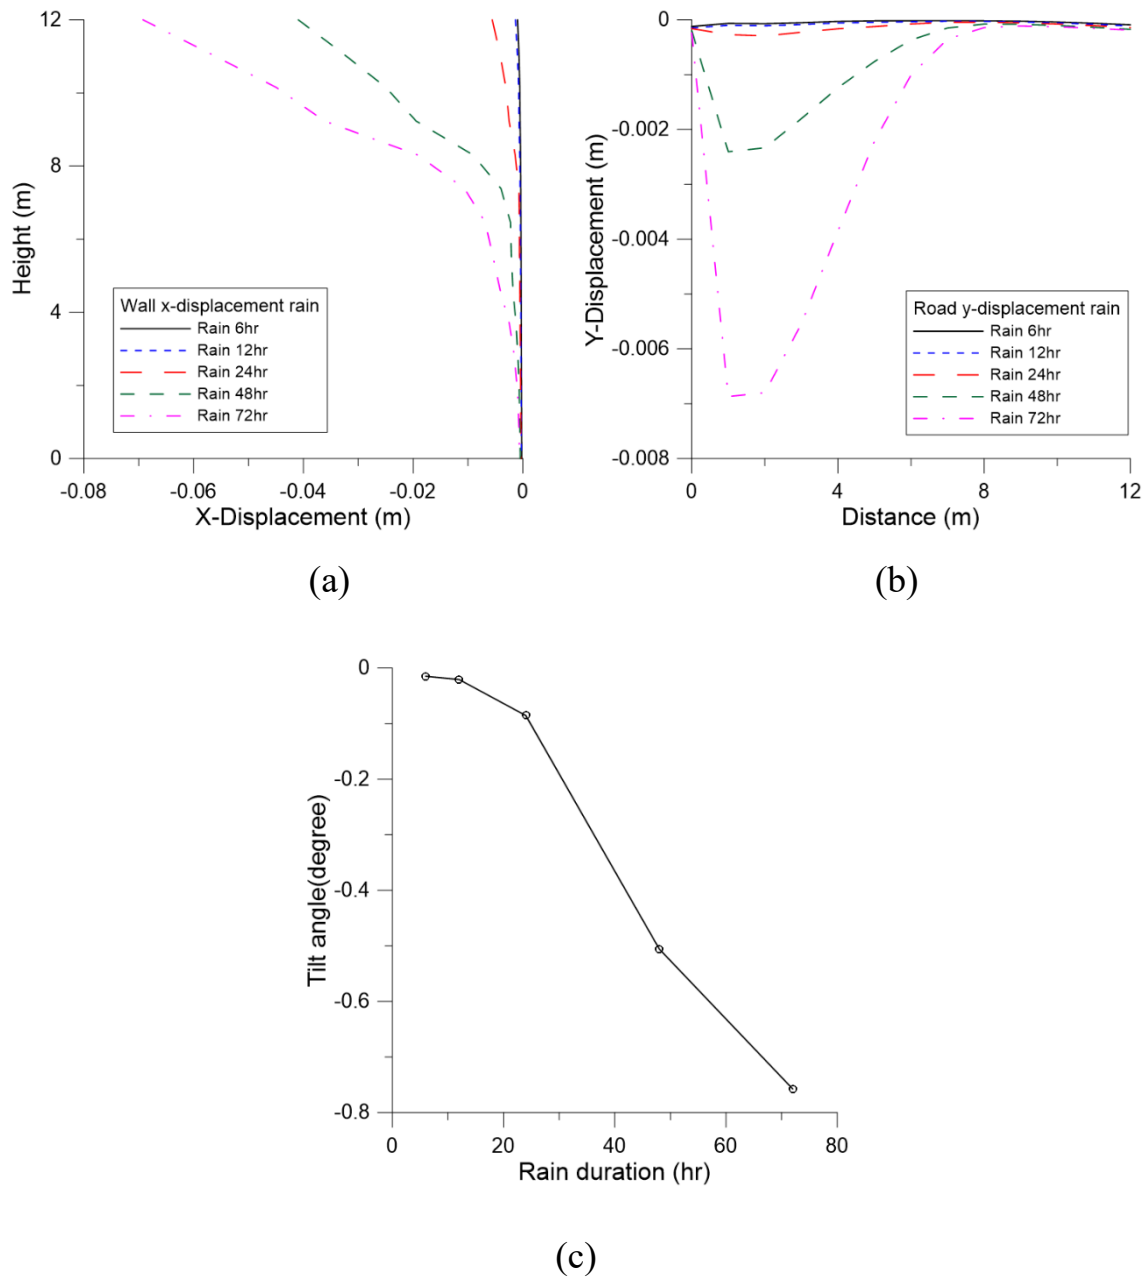 12
8
4
0
Height (m)
-0.08
-0.06
-0.04
-0.02
0
X-Displacement (m)
Wall x-displacement rain
Rain 6hr
Rain 12hr
Rain 24hr
Rain 48hr
Rain 72hr
(a)
0
-0.002
-0.004
-0.006
-0.008
Y-Displacement (m)
0
4
8
12
Distance (m)
Road y-displacement rain
Rain 6hr
Rain 12hr
Rain 24hr
Rain 48hr
Rain 72hr
(b)
0
-0.2
-0.4
-0.6
-0.8
Tilt angle(degree)
0
20
40
60
80
Rain duration (hr)
(c)